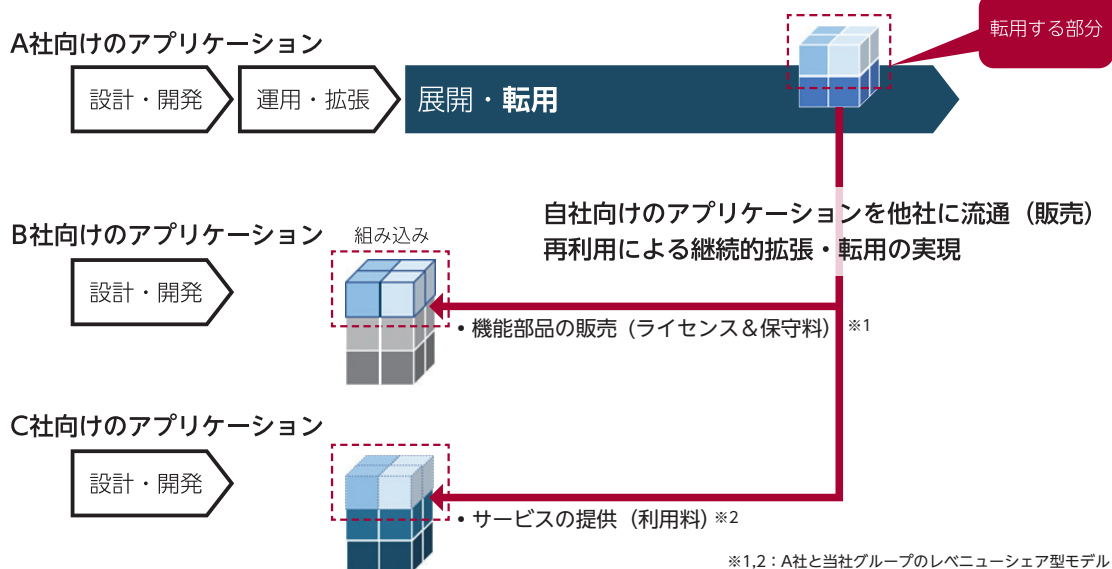 転用する部分
A社向けのアプリケーション
設計・開発
運用・拡張
展開・転用
自社向けのアプリケーションを他社に流通（販売）
再利用による継続的拡張・転用の実現
B社向けのアプリケーション
組み込み
設計・開発
・機能部品の販売（ライセンス＆保守料）※1
C社向けのアプリケーション
設計・開発
・サービスの提供（利用料）※2
※1,2：A社と当社グループのレベニューシェア型モデル